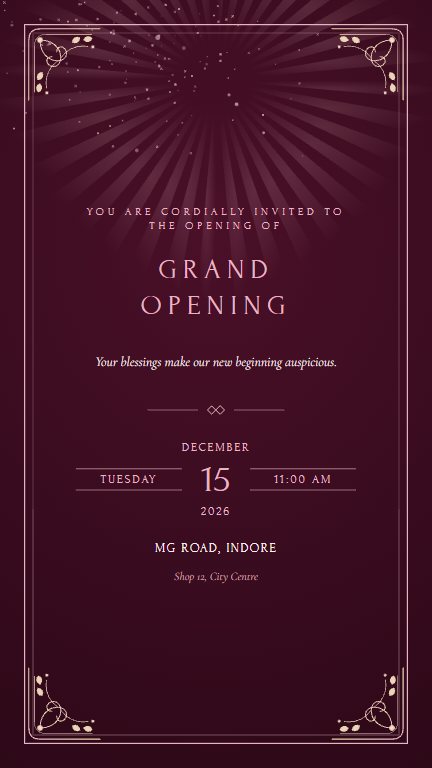 YOU ARE CORDIALLY INVITED TO
THE OPENING OF
GRAND
OPENING
Your blessings make our new beginning auspicious.
DECEMBER
TUESDAY 15 11:00 AM
2026
MG ROAD, INDORE
Shop 12, City Centre